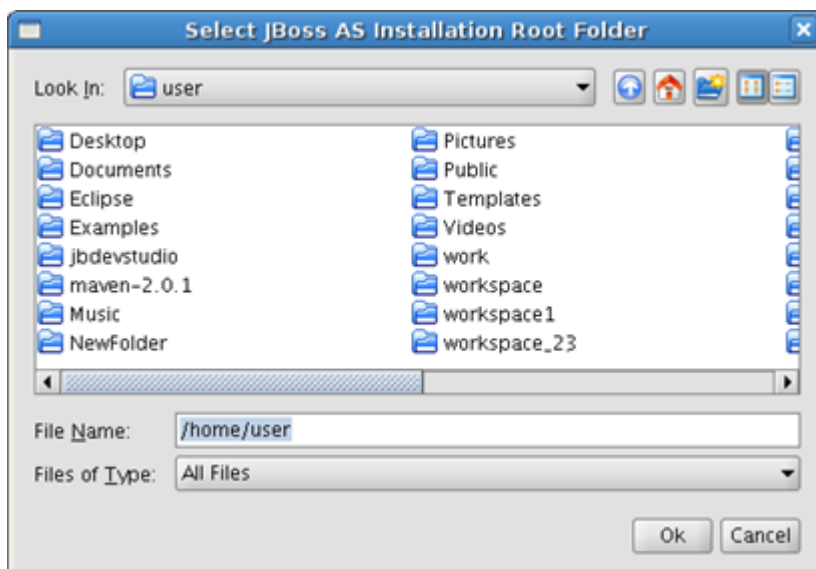 Select JBoss AS Installation Root Folder
Look In: user
Desktop Pictures
Documents Public
Eclipse Templates
Examples Videos
jbdevstudio work
maven-2.0.1 workspace
Music workspace1
NewFolder workspace_23
File Name: /home/user
Files of Type: All Files
Ok Cancel